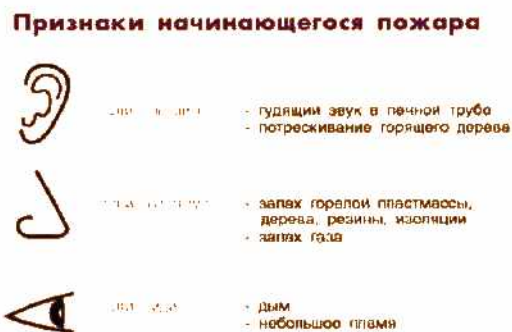 Признаки начинающегося пожара
- гудящий звук в печной трубе
- потрескивание горящего дерева
- запах горелой пластмассы,
дерева, резины, изоляции
- запах газа
- дым
- небольшое пламя